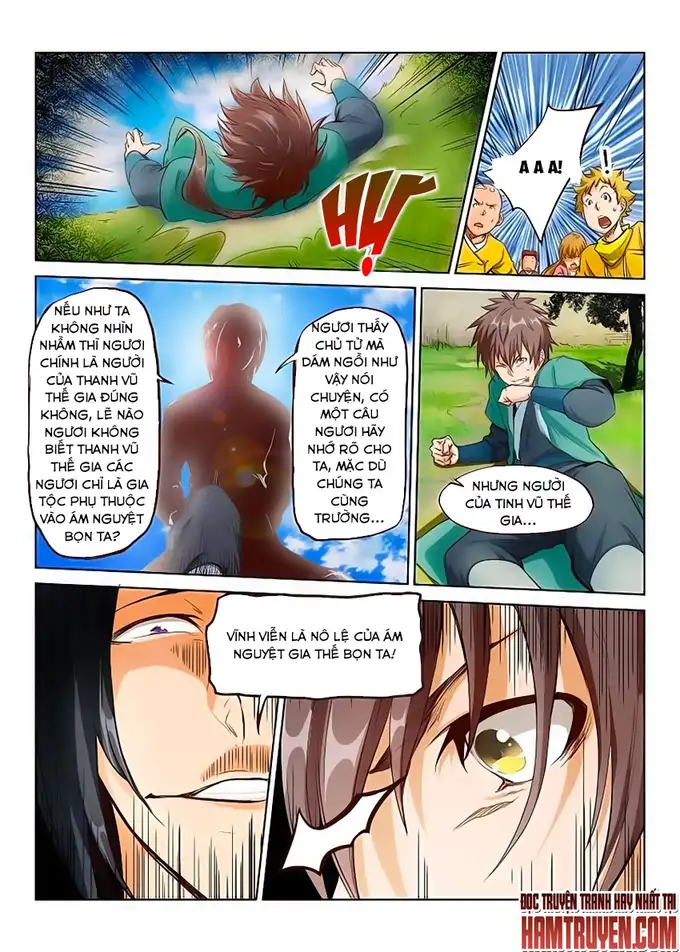 HỰ
A A A!
!
NẾU NHƯ TA
KHÔNG NHÌN
NHẦM THÌ NGƯƠI
CHÍNH LÀ NGƯỜI
CỦA THANH VŨ
THẾ GIA ĐÚNG
KHÔNG, LẼ NÀO
NGƯƠI KHÔNG
BIẾT THANH VŨ
THẾ GIA CÁC
NGƯƠI CHỈ LÀ GIA
TỘC PHỤ THUỘC
VÀO ÁM NGUYỆT
BỌN TA?
NGƯƠI THẤY
CHỦ TỬ MÀ
DÁM NGỒI NHƯ
VẬY NÓI
CHUYỆN, CÓ
MỘT CÂU
NGƯƠI HÃY
NHỚ RÕ CHO
TA, MẶC DÙ
CHÚNG TA
CÙNG
TRƯỜNG...
NHƯNG NGƯỜI
CỦA TINH VŨ THẾ
GIA...
VĨNH VIỄN LÀ NÔ LỆ CỦA ÁM
NGUYỆT GIA THẾ BỌN TA!
ĐỌC TRUYỆN TRANH HAY NHẤT TẠI
HAMTRUYEN.COM